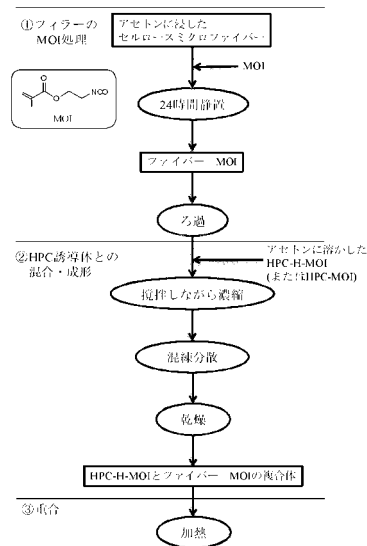 ①フィラーの
MOI処理
アセトンに浸した
セルロースミクロファイバー
MOI
O
O
NCO
MOI
24時間静置
ファイバー MOI
ろ過
②HPC誘導体との
混合・成形
アセトンに溶かした
HPC-H-MOI
(またはHPC-MOI)
撹拌しながら濃縮
混練分散
乾燥
HPC-H-MOIとファイバー MOIの複合体
③重合
加熱